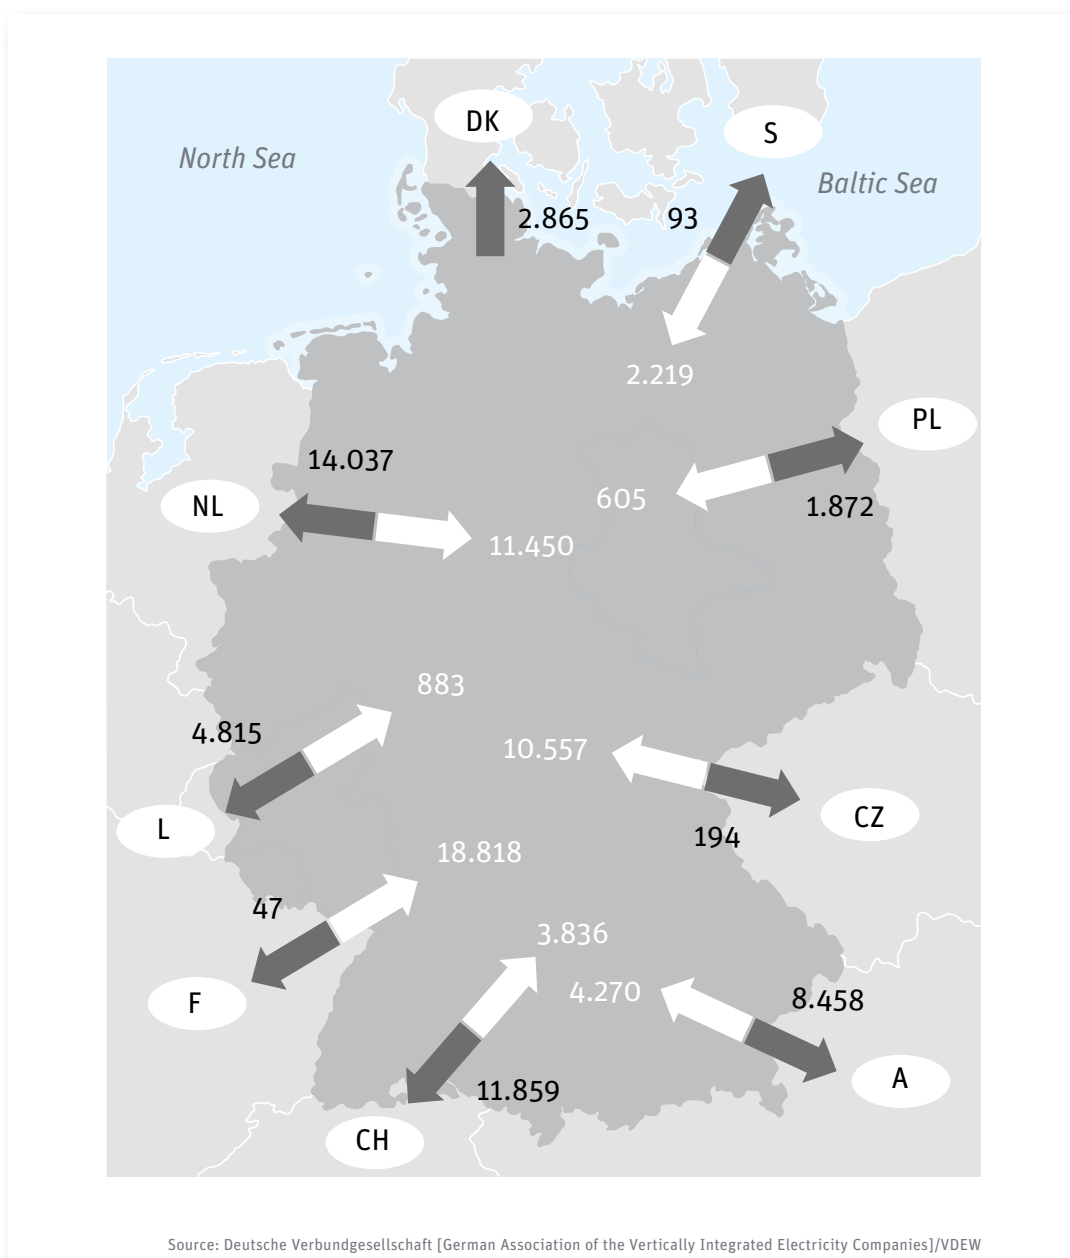 DK
S
North Sea
Baltic Sea
2.865
93
2.219
PL
14.037
NL
605
1.872
11.450
883
4.815
10.557
L
CZ
194
18.818
47
3.836
4.270
F
8.458
A
11.859
CH
Source: Deutsche Verbundgesellschaft [German Association of the Vertically Integrated Electricity Companies]/VDEW